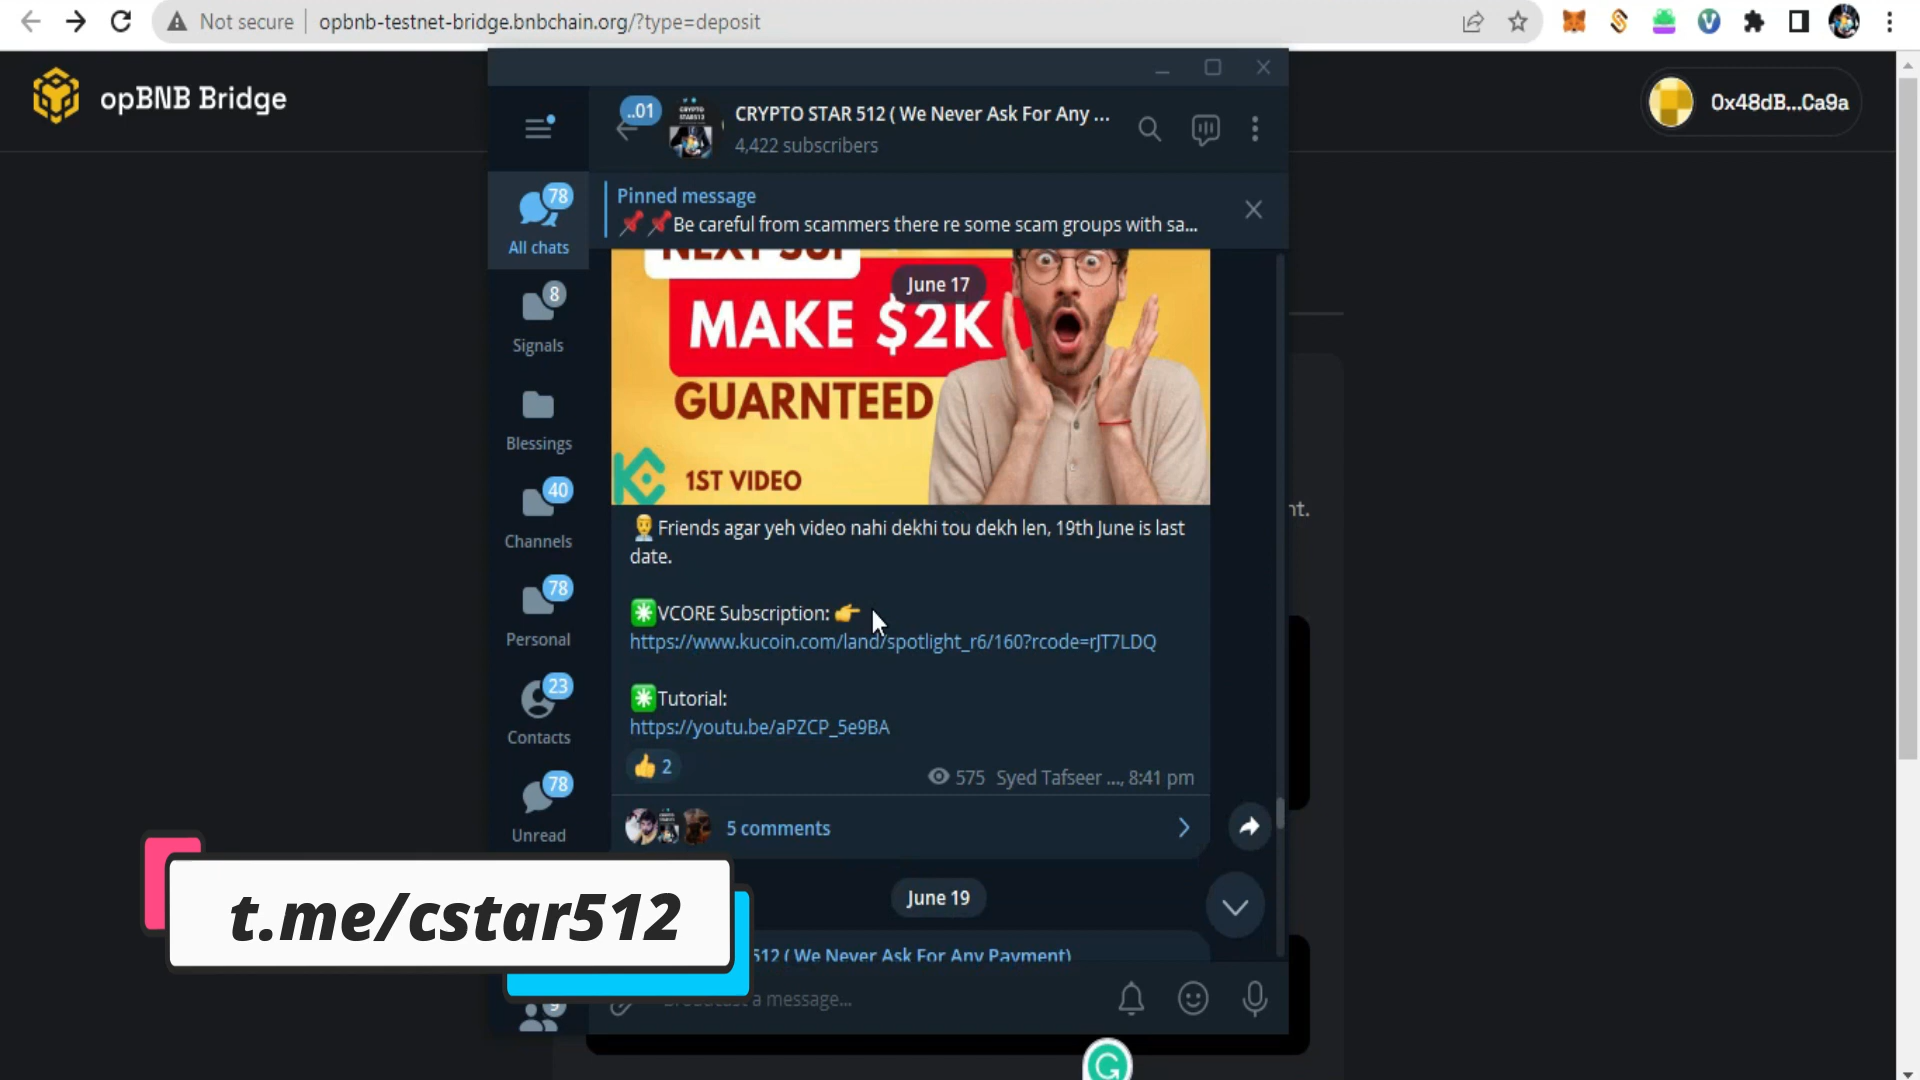 Not secure
opbnb-testnet-bridge.bnbchain.org/?type=deposit
opBNB Bridge
0x48dB...Ca9a
..01
CRYPTO STAR 512 ( We Never Ask For Any ...
4,422 subscribers
Pinned message
📌📌Be careful from scammers there re some scam groups with sa...
78
All chats
8
Signals
Blessings
40
Channels
78
Personal
23
Contacts
78
Unread
9
June 17
MAKE $2K
GUARNTEED
1ST VIDEO
👨‍💼Friends agar yeh video nahi dekhi tou dekh len, 19th June is last
date.
✳️VCORE Subscription: 👉
https://www.kucoin.com/land/spotlight_r6/160?rcode=rJT7LDQ
✳️Tutorial:
https://youtu.be/aPZCP_5e9BA
👍 2
575 Syed Tafseer ..., 8:41 pm
5 comments
June 19
512 ( We Never Ask For Any Payment)
a message...
nt.
t.me/cstar512